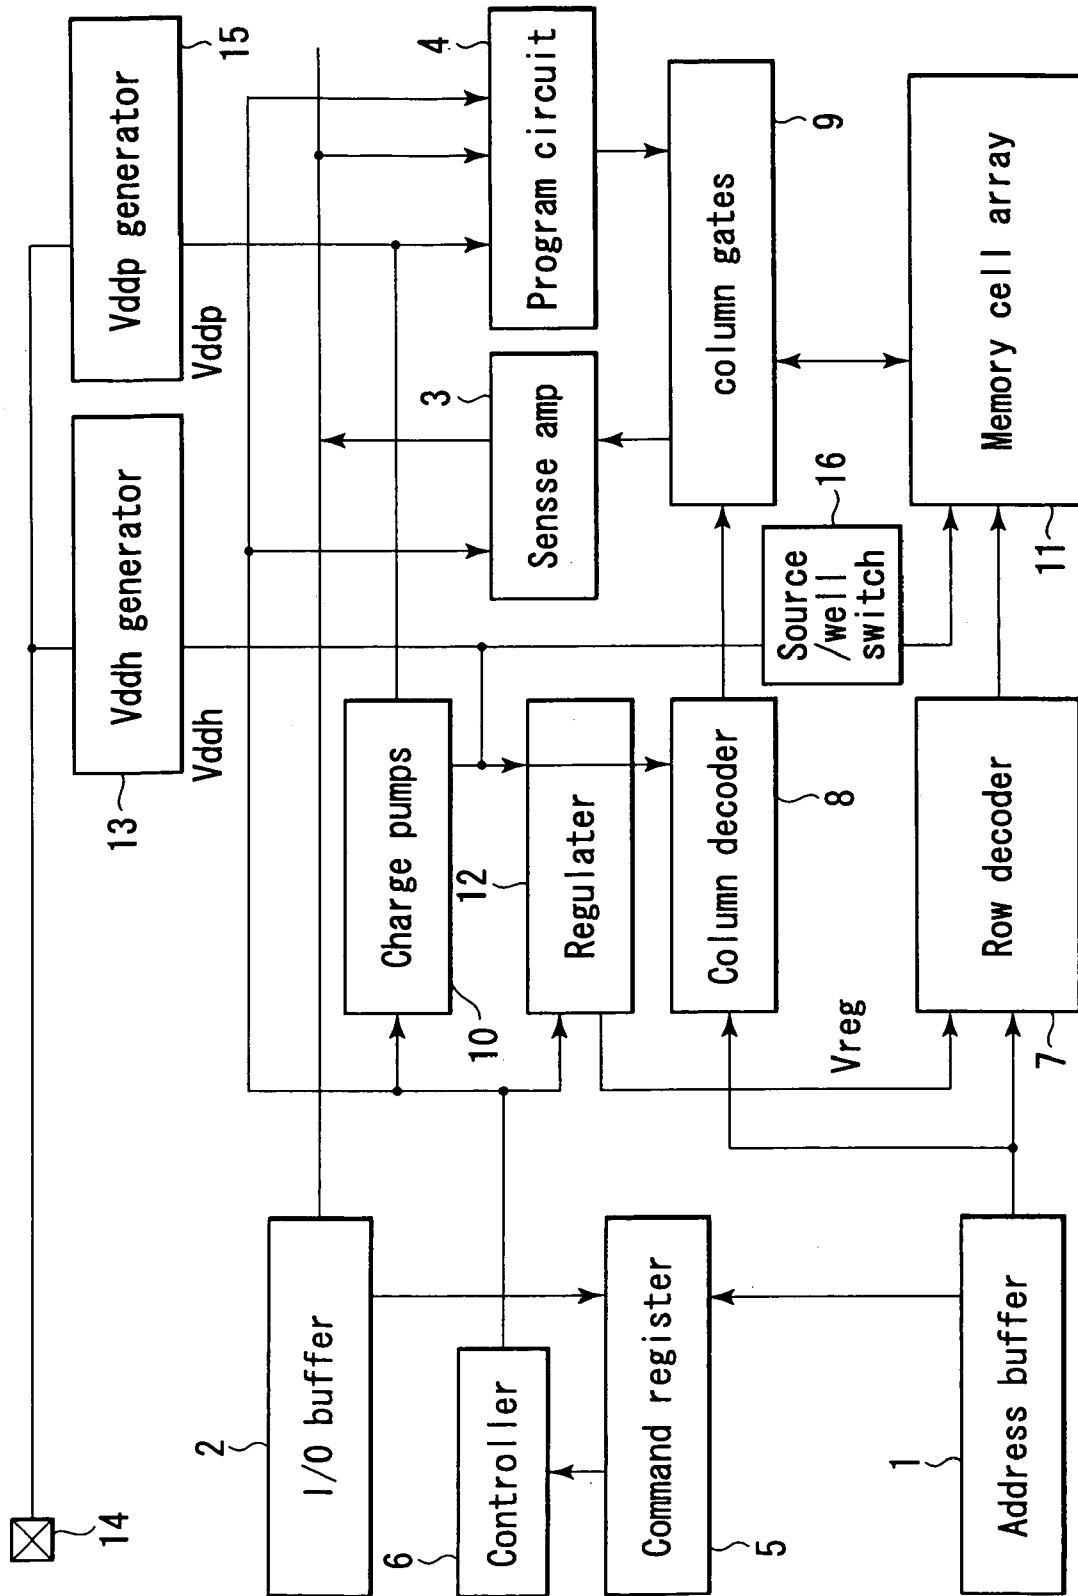 14
13
Vddh generator
Vddh
15
Vddp generator
Vddp
2
I/O buffer
10
Charge pumps
3
Sensse amp
4
Program circuit
6
Controller
12
Regulater
5
Command register
8
Column decoder
9
column gates
Vreg
16
Source
/well
switch
1
Address buffer
7
Row decoder
11
Memory cell array